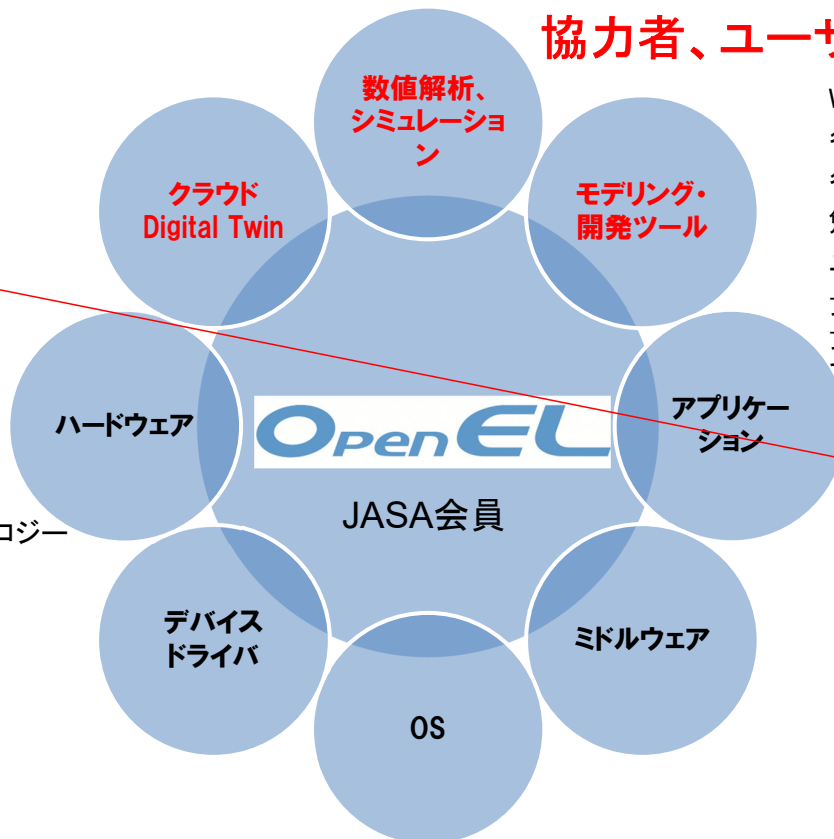 協力者、ユーザ
数値解析、
シミュレーショ
ン
クラウド
Digital Twin
モデリング・
開発ツール
ハードウェア
OpenEL
JASA会員
アプリケー
ション
ロジー
デバイス
ドライバ
ミドルウェア
OS